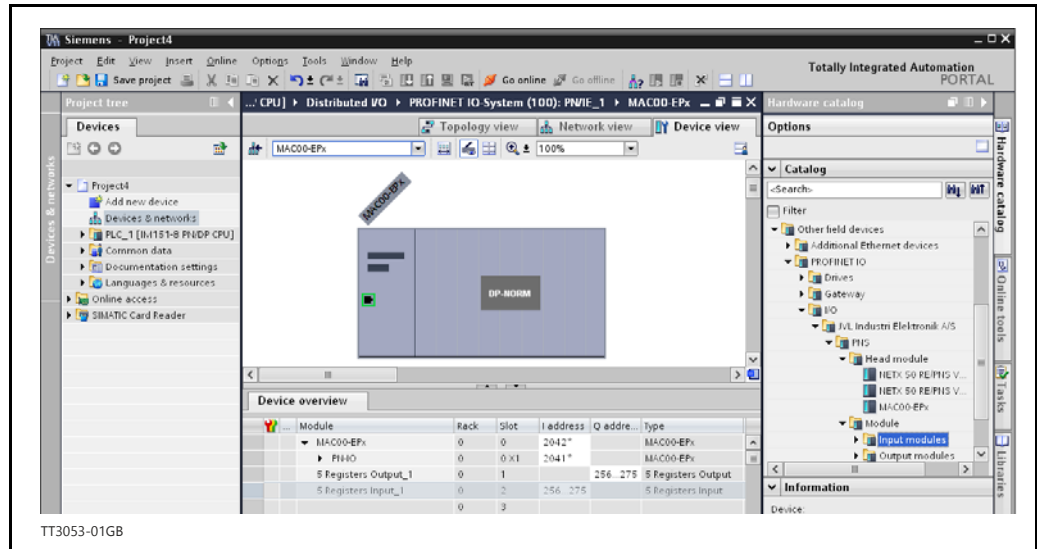 Siemens - Project4
Project Edit View Insert Online Options Tools Window Help
Totally Integrated Automation
PORTAL
Save project Go online Go offline
Project tree
...' CPU] Distributed I/O PROFINET IO-System (100): PN/IE_1 MAC00-EPx
Hardware catalog
Devices
Topology view Network view Device view
Options
MAC00-EPx 100%
Catalog
<Search>
Filter
Project4
Add new device
Devices & networks
PLC_1 [IM151-8 PN/DP CPU]
Common data
Documentation settings
Languages & resources
Online access
SIMATIC Card Reader
Devices & networks
MAC00-EPx
DP-NORM
Other field devices
Additional Ethernet devices
PROFINET IO
Drives
Gateway
I/O
JVL Industri Elektronik A/S
PNS
Head module
NETX 50 RE/PNS V...
NETX 50 RE/PNS V...
MAC00-EPx
Module
Input modules
Output modules
Information
Device:
Hardware catalog
Online tools
Tasks
Libraries
Device overview
... Module Rack Slot I address Q addre... Type
MAC00-EPx 0 0 2042* MAC00-EPx
PN-IO 0 0 X1 2041* MAC00-EPx
5 Registers Output_1 0 1 256...275 5 Registers Output
5 Registers Input_1 0 2 256...275 5 Registers Input
0 3
TT3053-01GB